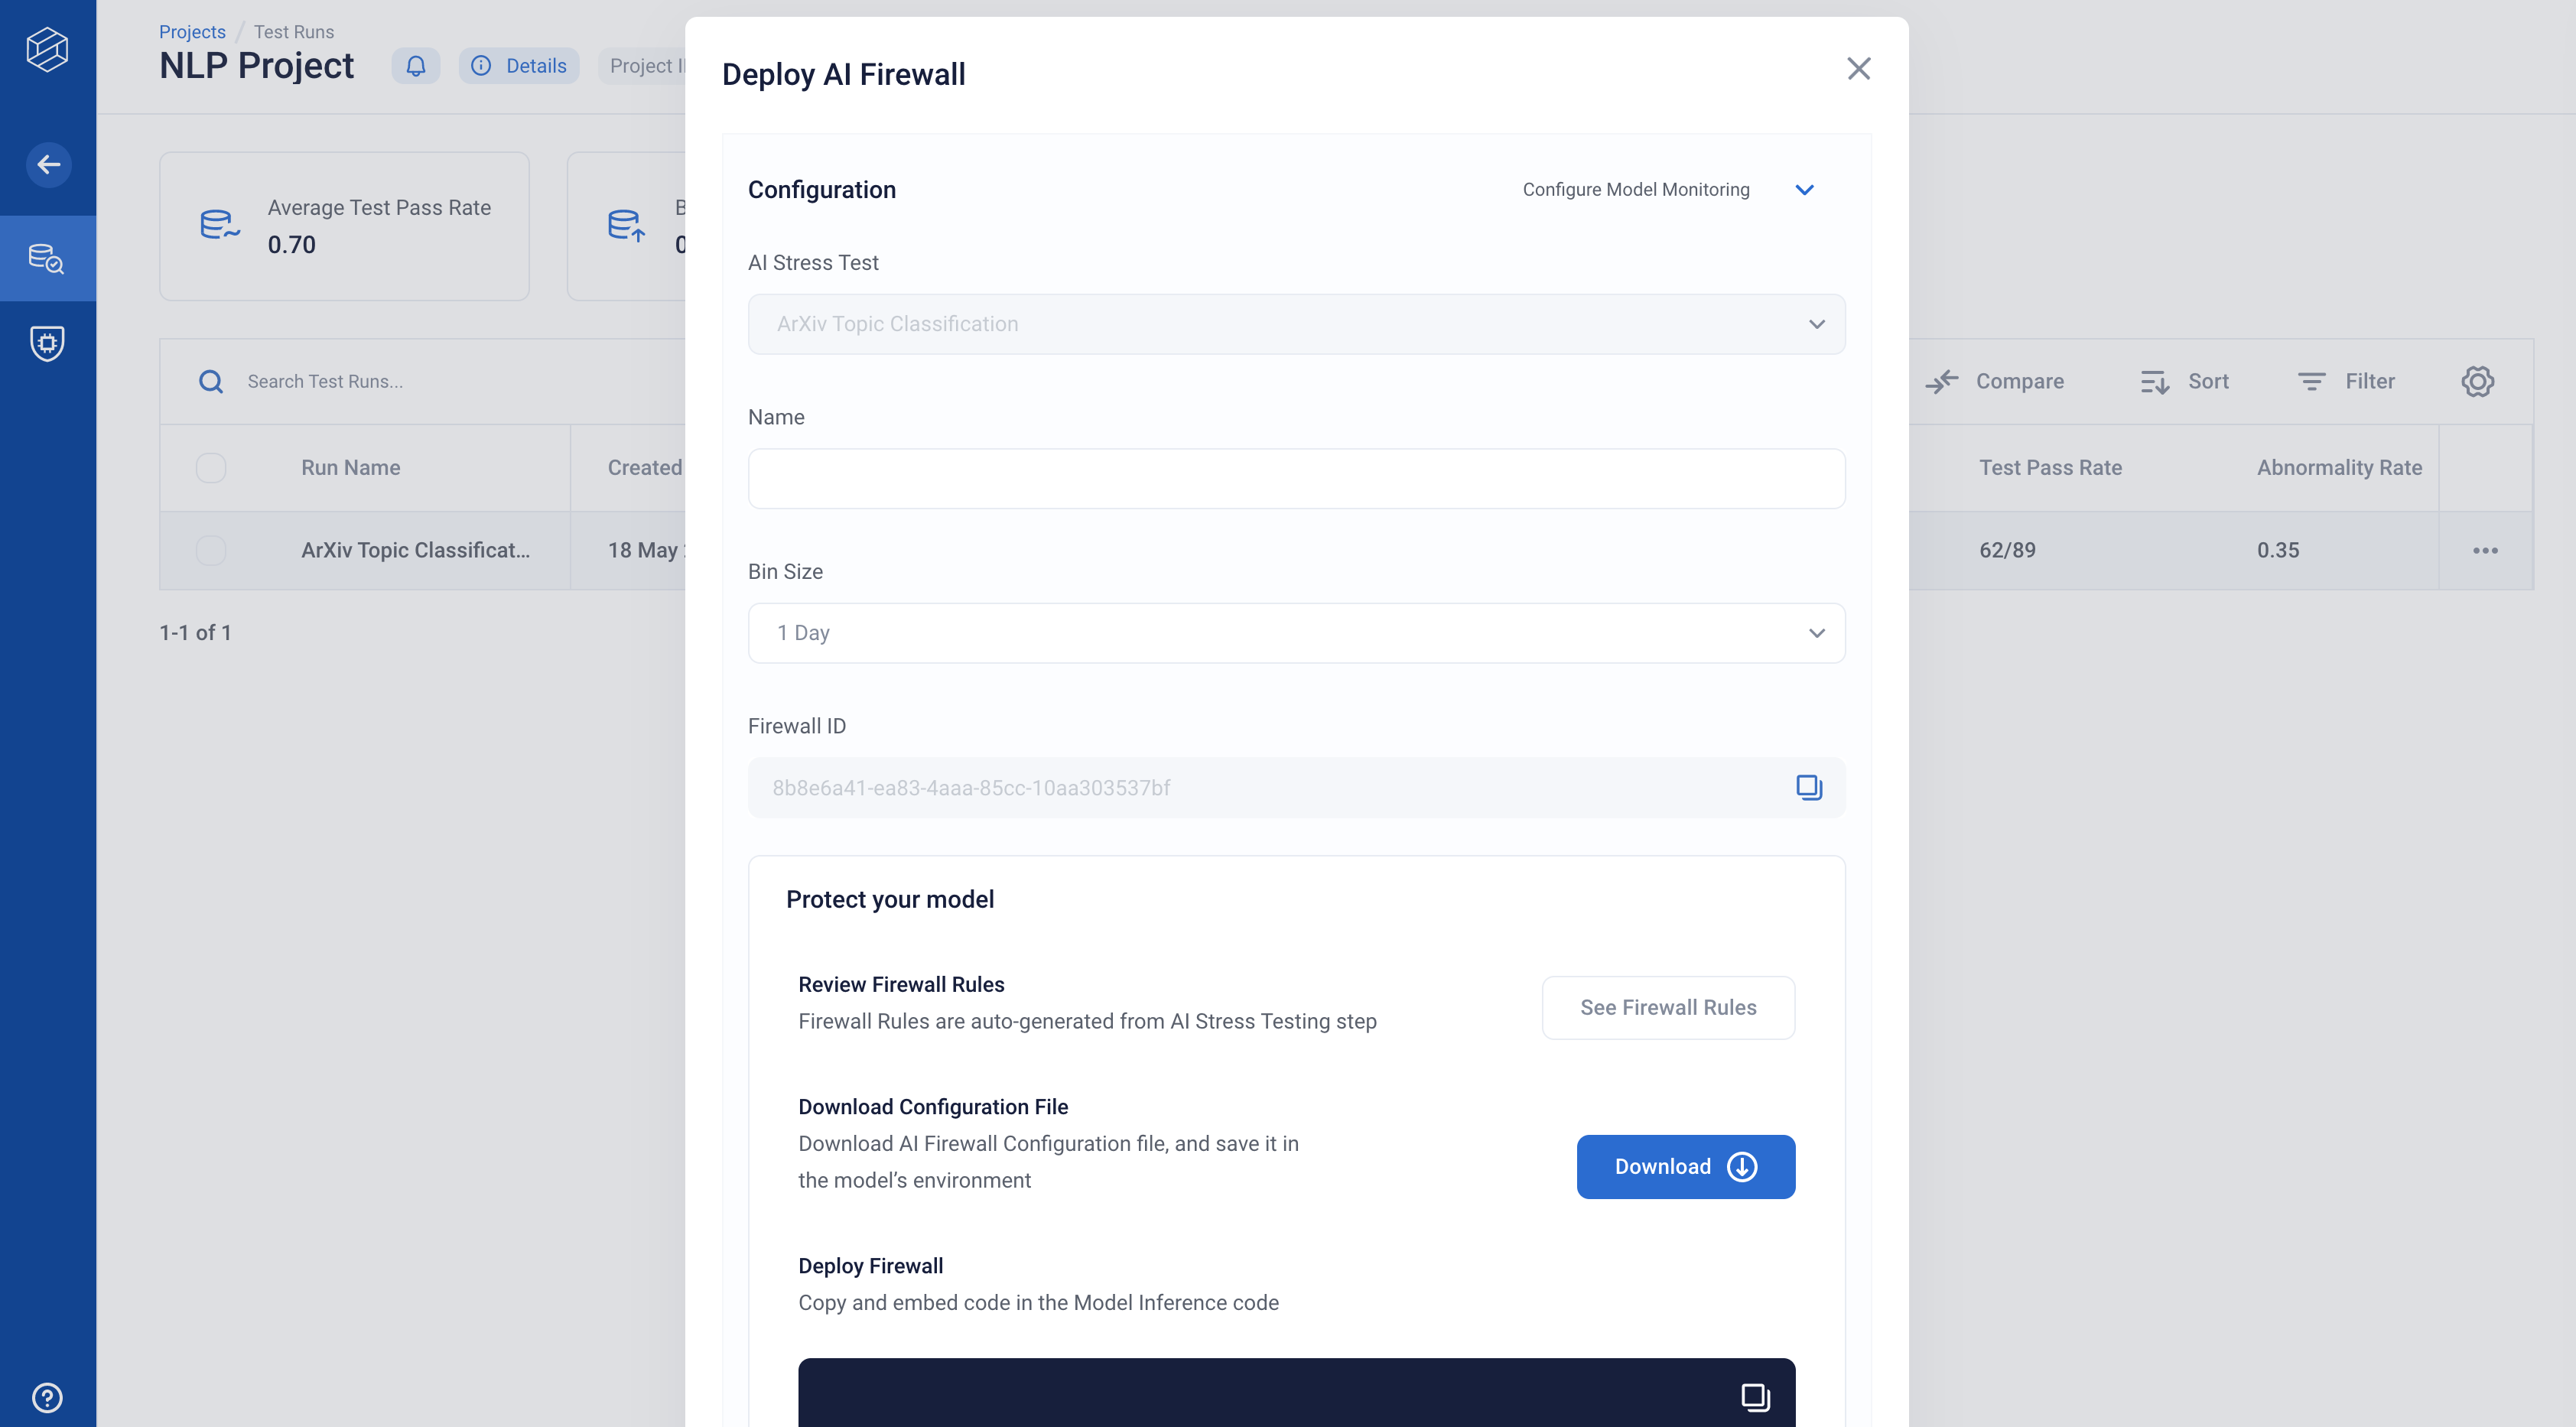 Projects / Test Runs
NLP Project
Details
Project I
Average Test Pass Rate
0.70
Search Test Runs...
Compare
Sort
Filter
Run Name
Created
Test Pass Rate
Abnormality Rate
ArXiv Topic Classificat...
18 May
62/89
0.35
1-1 of 1
Deploy AI Firewall
Configuration
Configure Model Monitoring
AI Stress Test
ArXiv Topic Classification
Name
Bin Size
1 Day
Firewall ID
8b8e6a41-ea83-4aaa-85cc-10aa303537bf
Protect your model
Review Firewall Rules
Firewall Rules are auto-generated from AI Stress Testing step
See Firewall Rules
Download Configuration File
Download AI Firewall Configuration file, and save it in
the model’s environment
Download
Deploy Firewall
Copy and embed code in the Model Inference code